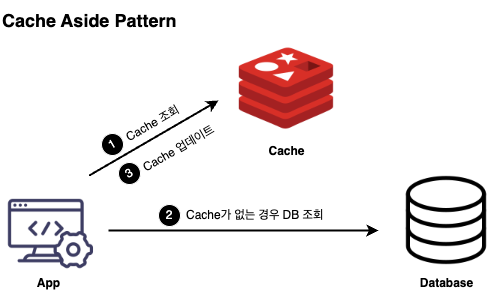 Cache Aside Pattern
1 Cache 조회
3 Cache 업데이트
Cache
2 Cache가 없는 경우 DB 조회
App
Database